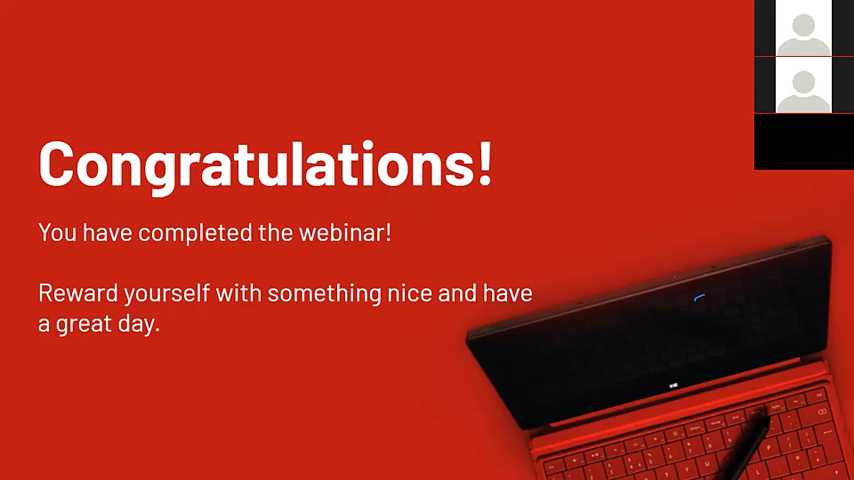 Congratulations!
You have completed the webinar!
Reward yourself with something nice and have
a great day.